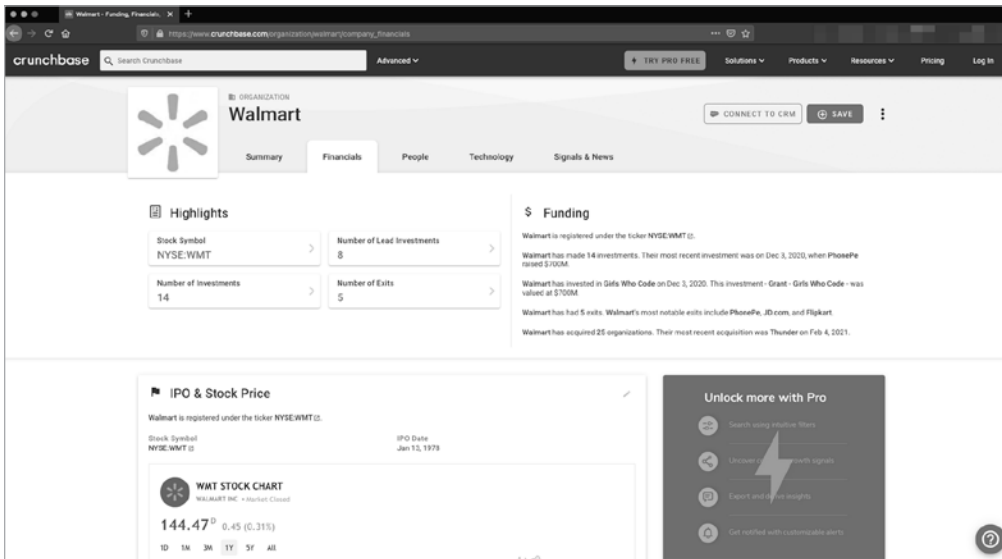 Walmart - Funding, Financials,
https://www.crunchbase.com/organization/walmart/company_financials
crunchbase Search Crunchbase Advanced TRY PRO FREE Solutions Products Resources Pricing Log In
ORGANIZATION
Walmart
CONNECT TO CRM SAVE
Summary Financials People Technology Signals & News
Highlights
Stock Symbol
NYSE:WMT
Number of Lead Investments
8
Number of Investments
14
Number of Exits
5
$ Funding
Walmart is registered under the ticker NYSE:WMT.
Walmart has made 14 investments. Their most recent investment was on Dec 3, 2020, when PhonePe
raised $700M.
Walmart has invested in Girls Who Code on Dec 3, 2020. This investment - Grant - Girls Who Code - was
valued at $700M.
Walmart has had 5 exits. Walmart's most notable exits include PhonePe, JD.com, and Flipkart.
Walmart has acquired 25 organizations. Their most recent acquisition was Thunder on Feb 4, 2021.
IPO & Stock Price
Walmart is registered under the ticker NYSE:WMT.
Stock Symbol
NYSE:WMT
IPO Date
Jan 13, 1978
WMT STOCK CHART
WALMART INC • Market Closed
144.47 D 0.45 (0.31%)
1D 1M 3M 1Y 5Y All
Unlock more with Pro
Search using intuitive filters
Uncover growth signals
Export and insights
Get notified with customizable alerts